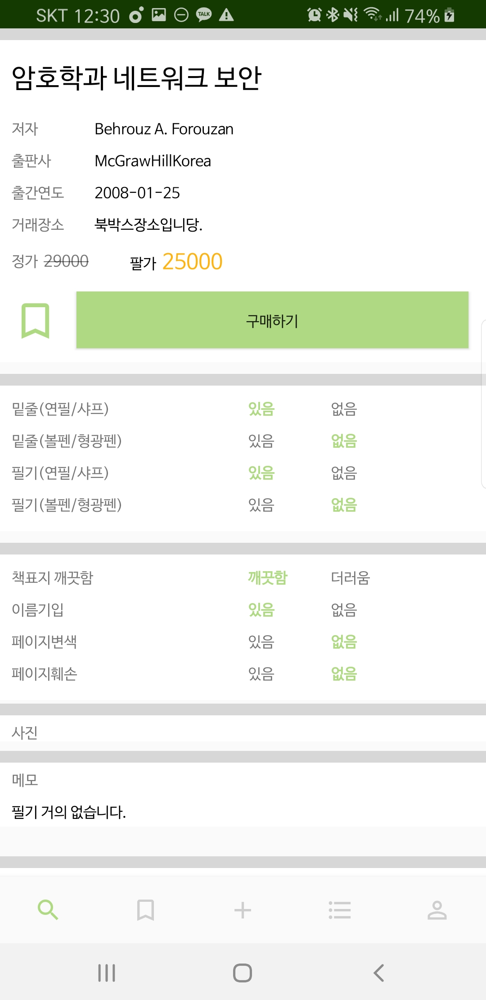 SKT 12:30 TALK 74%
암호학과 네트워크 보안
저자 Behrouz A. Forouzan
출판사 McGrawHillKorea
출간연도 2008-01-25
거래장소 북박스장소입니당.
정가 29000 팔가 25000
구매하기
밑줄(연필/샤프) 있음 없음
밑줄(볼펜/형광펜) 있음 없음
필기(연필/샤프) 있음 없음
필기(볼펜/형광펜) 있음 없음
책표지 깨끗함 깨끗함 더러움
이름기입 있음 없음
페이지변색 있음 없음
페이지훼손 있음 없음
사진
메모
필기 거의 없습니다.